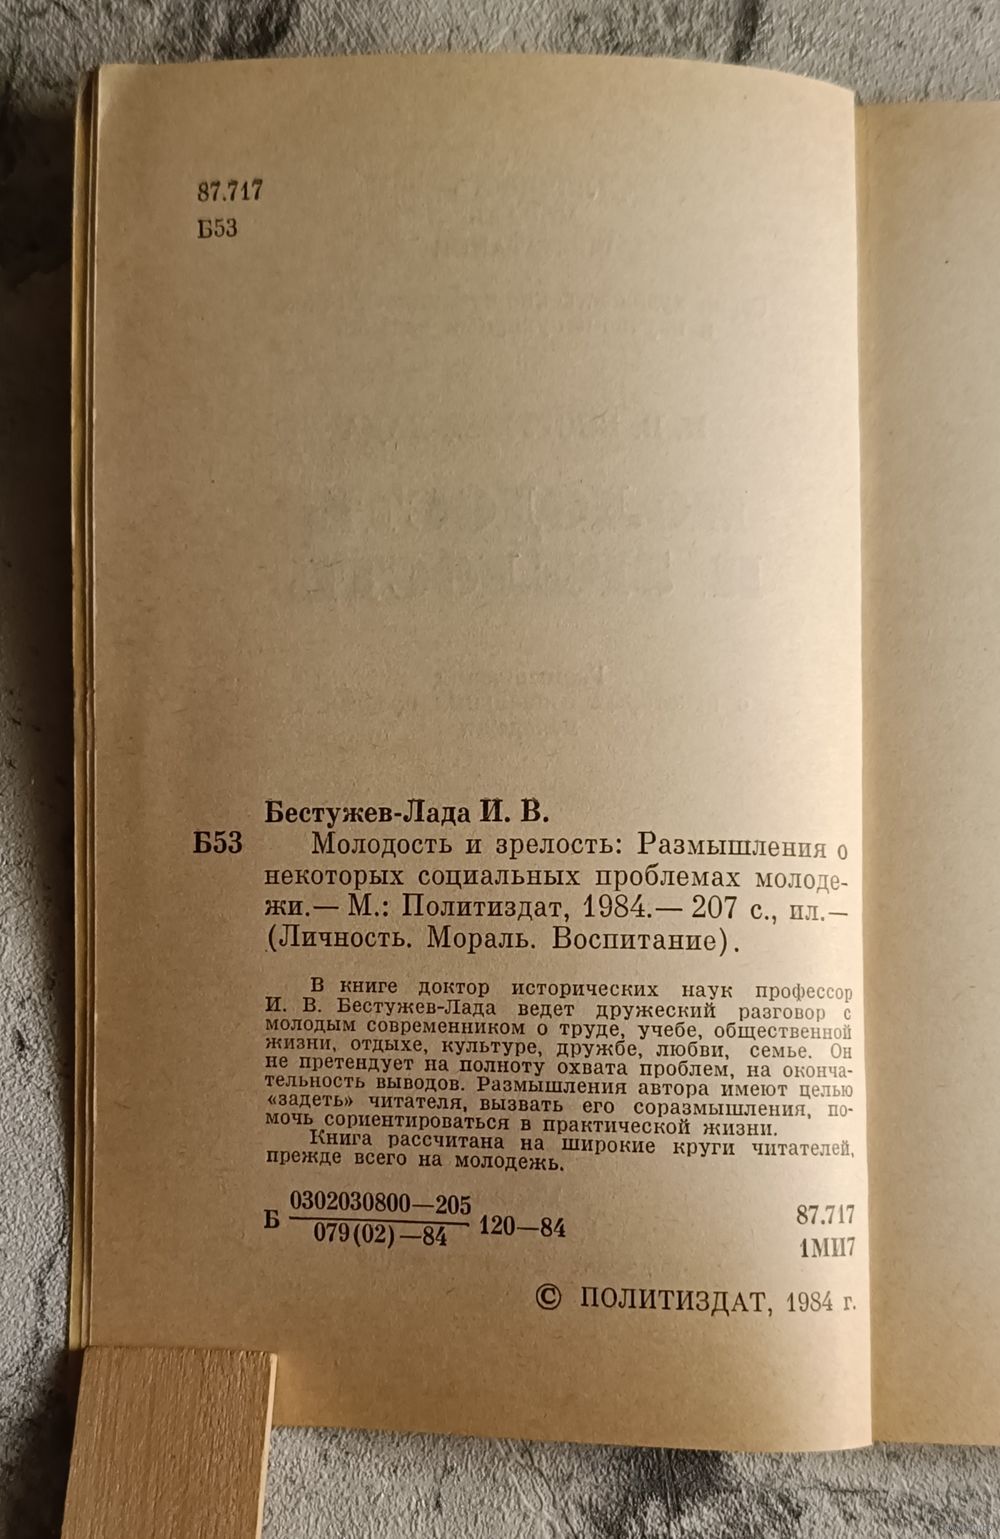 87.717
Б53
Бестужев-Лада И. В.
Б53 Молодость и зрелость: Размышления о
некоторых социальных проблемах молоде-
жи.— М.: Политиздат, 1984.— 207 с., ил.—
(Личность. Мораль. Воспитание).
В книге доктор исторических наук профессор
И. В. Бестужев-Лада ведет дружеский разговор с
молодым современником о труде, учебе, общественной
жизни, отдыхе, культуре, дружбе, любви, семье. Он
не претендует на полноту охвата проблем, на оконча-
тельность выводов. Размышления автора имеют целью
«задеть» читателя, вызвать его соразмышления, по-
мочь сориентироваться в практической жизни.
Книга рассчитана на широкие круги читателей,
прежде всего на молодежь.
Б 0302030800—205
079(02)—84 120—84
87.717
1МИ7
© ПОЛИТИЗДАТ, 1984 г.